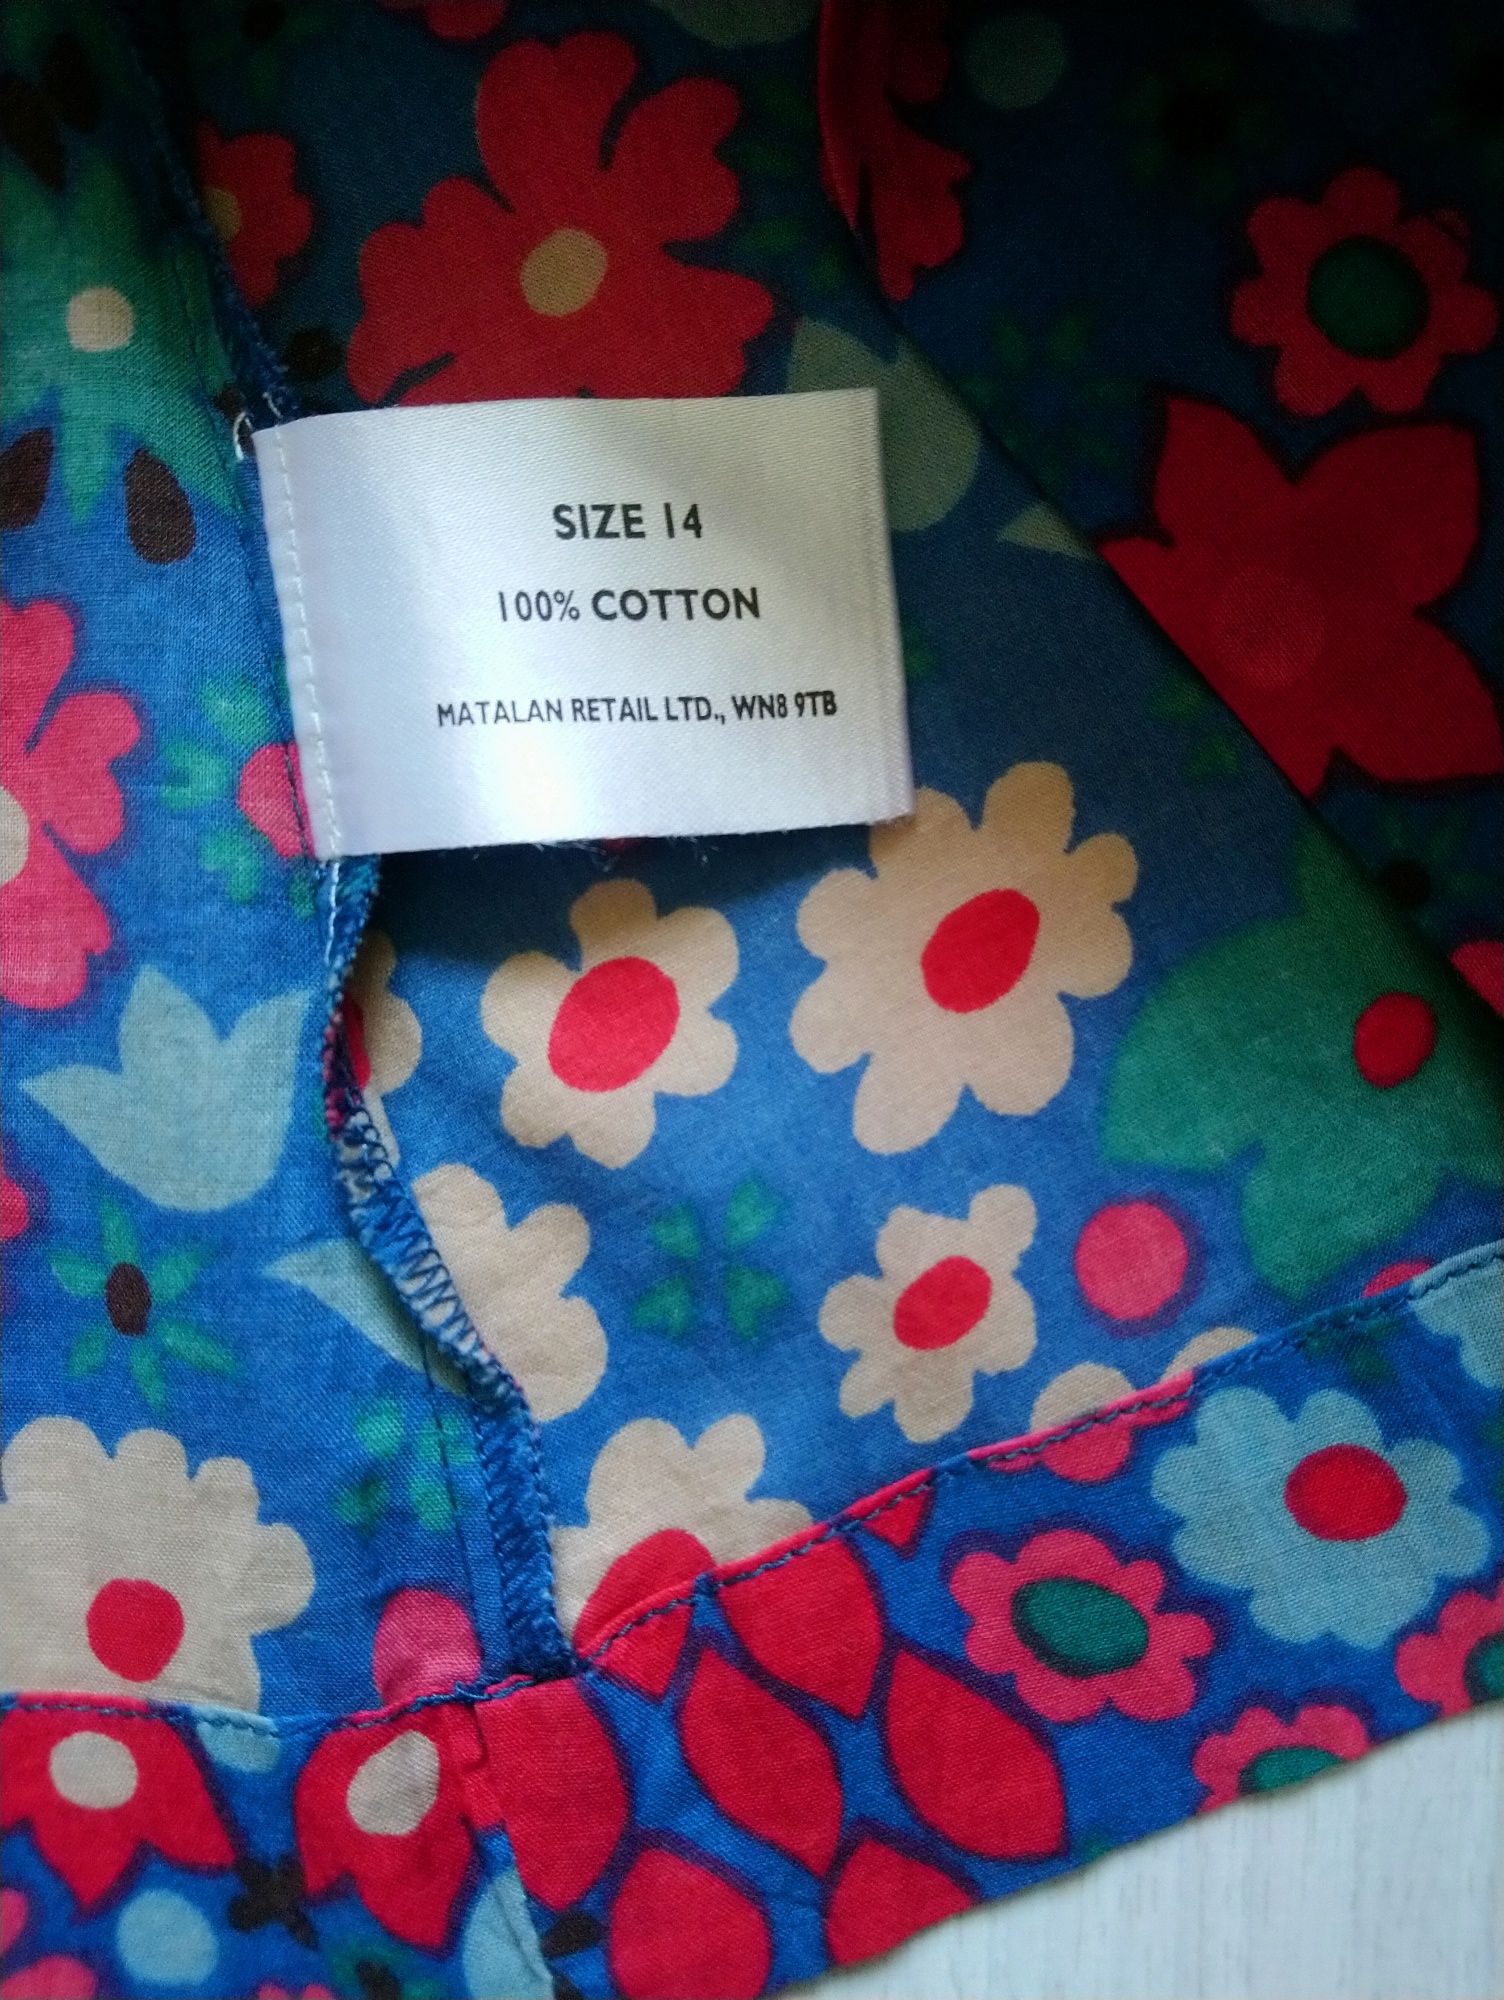 SIZE 14
100% COTTON
MATALAN RETAIL LTD., WN8 9TB